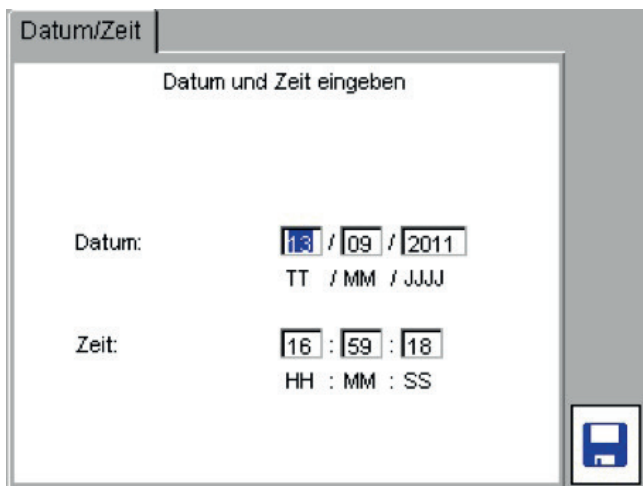 Datum/Zeit
Datum und Zeit eingeben
Datum: 13 / 09 / 2011
TT / MM / JJJJ
Zeit: 16 : 59 : 18
HH : MM : SS